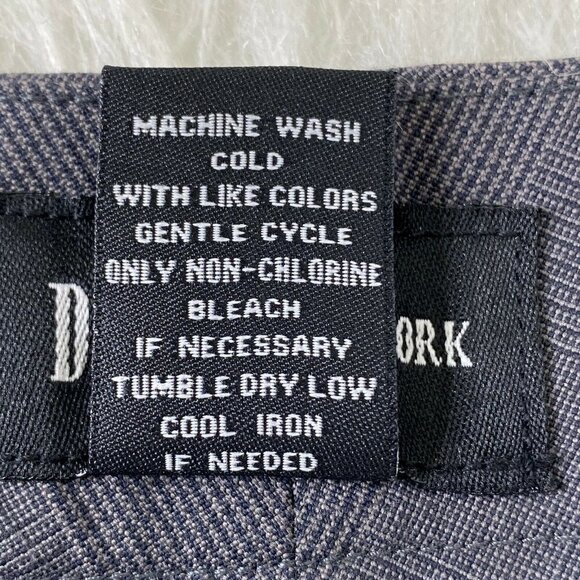 MACHINE WASH
COLD
WITH LIKE COLORS
GENTLE CYCLE
ONLY NON-CHLORINE
BLEACH
IF NECESSARY
TUMBLE DRY LOW
COOL IRON
IF NEEDED
D
ORK